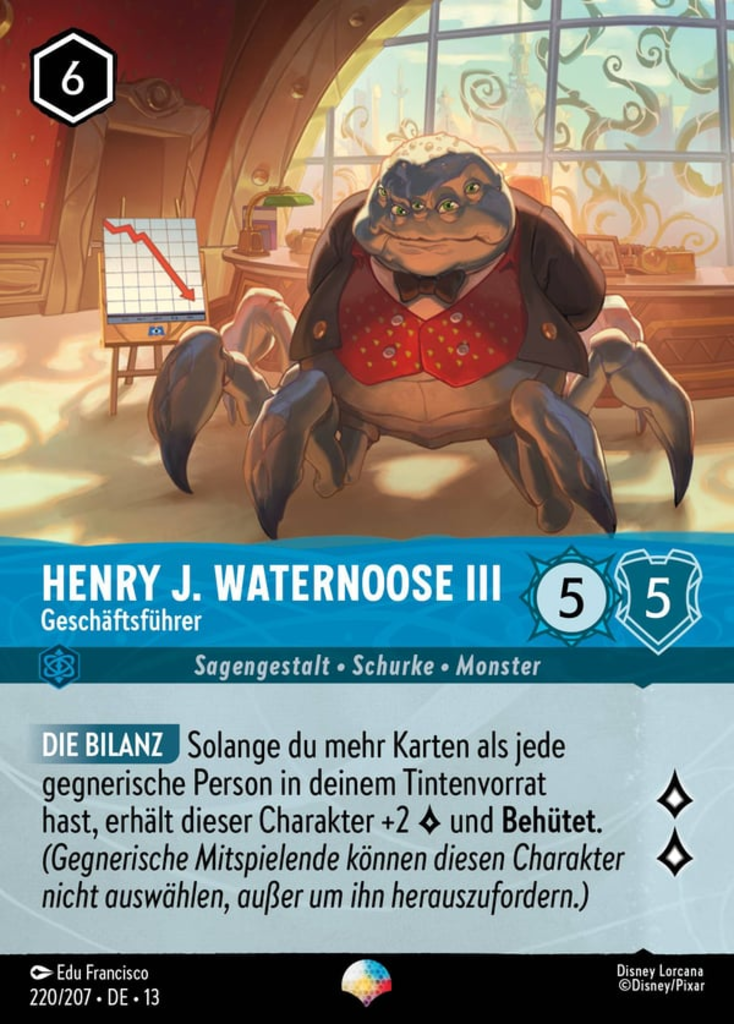 6
HENRY J. WATERNOOSE III
Geschäftsführer
5
5
Sagengestalt • Schurke • Monster
DIE BILANZ Solange du mehr Karten als jede
gegnerische Person in deinem Tintenvorrat
hast, erhält dieser Charakter +2 und Behütet.
(Gegnerische Mitspielende können diesen Charakter
nicht auswählen, außer um ihn herauszufordern.)
Edu Francisco
220/207 • DE • 13
Disney Lorcana
©Disney/Pixar